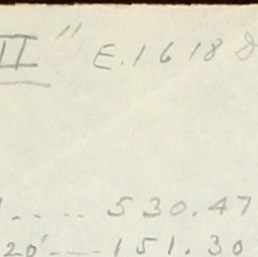 II" E.1618
.... 530.47
20'----151.30